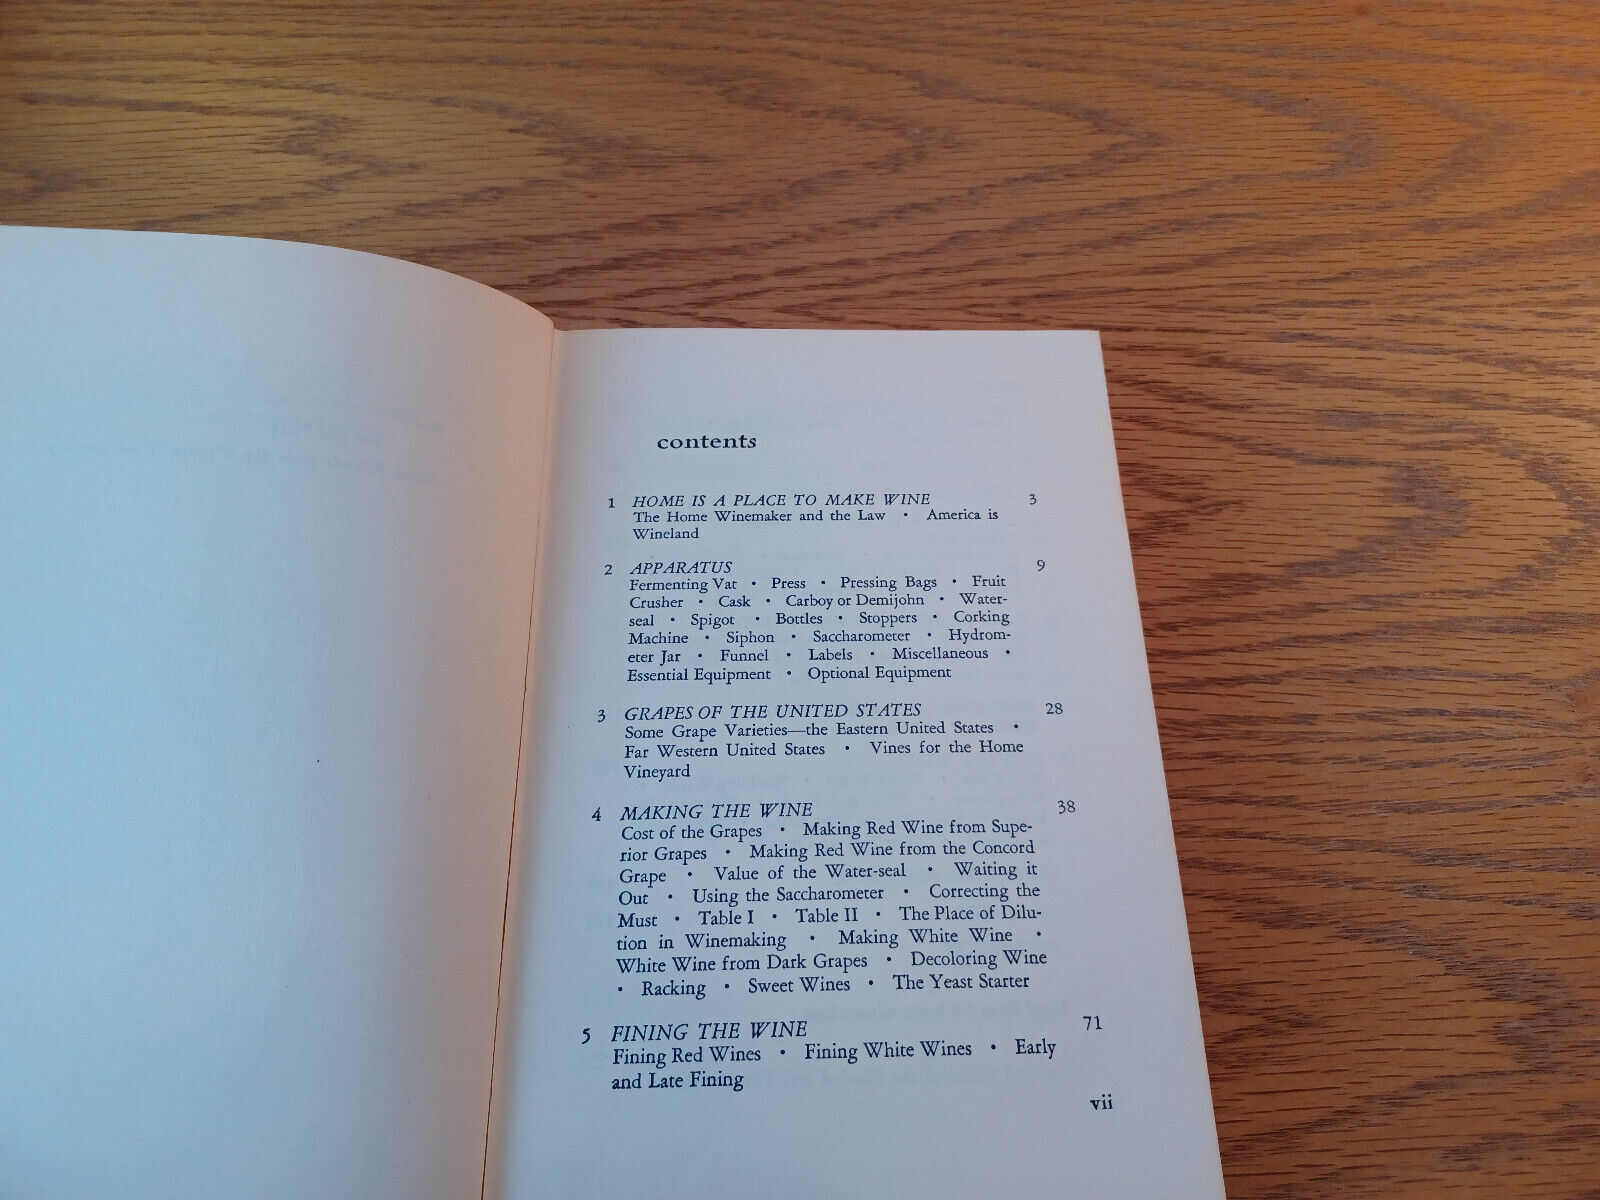 contents
1 HOME IS A PLACE TO MAKE WINE 3
The Home Winemaker and the Law • America is
Wineland
2 APPARATUS 9
Fermenting Vat • Press • Pressing Bags • Fruit
Crusher • Cask • Carboy or Demijohn • Water-
seal • Spigot • Bottles • Stoppers • Corking
Machine • Siphon • Saccharometer • Hydrom-
eter Jar • Funnel • Labels • Miscellaneous •
Essential Equipment • Optional Equipment
3 GRAPES OF THE UNITED STATES 28
Some Grape Varieties—the Eastern United States •
Far Western United States • Vines for the Home
Vineyard
4 MAKING THE WINE 38
Cost of the Grapes • Making Red Wine from Supe-
rior Grapes • Making Red Wine from the Concord
Grape • Value of the Water-seal • Waiting it
Out • Using the Saccharometer • Correcting the
Must • Table I • Table II • The Place of Dilu-
tion in Winemaking • Making White Wine •
White Wine from Dark Grapes • Decoloring Wine
• Racking • Sweet Wines • The Yeast Starter
5 FINING THE WINE 71
Fining Red Wines • Fining White Wines • Early
and Late Fining
vii